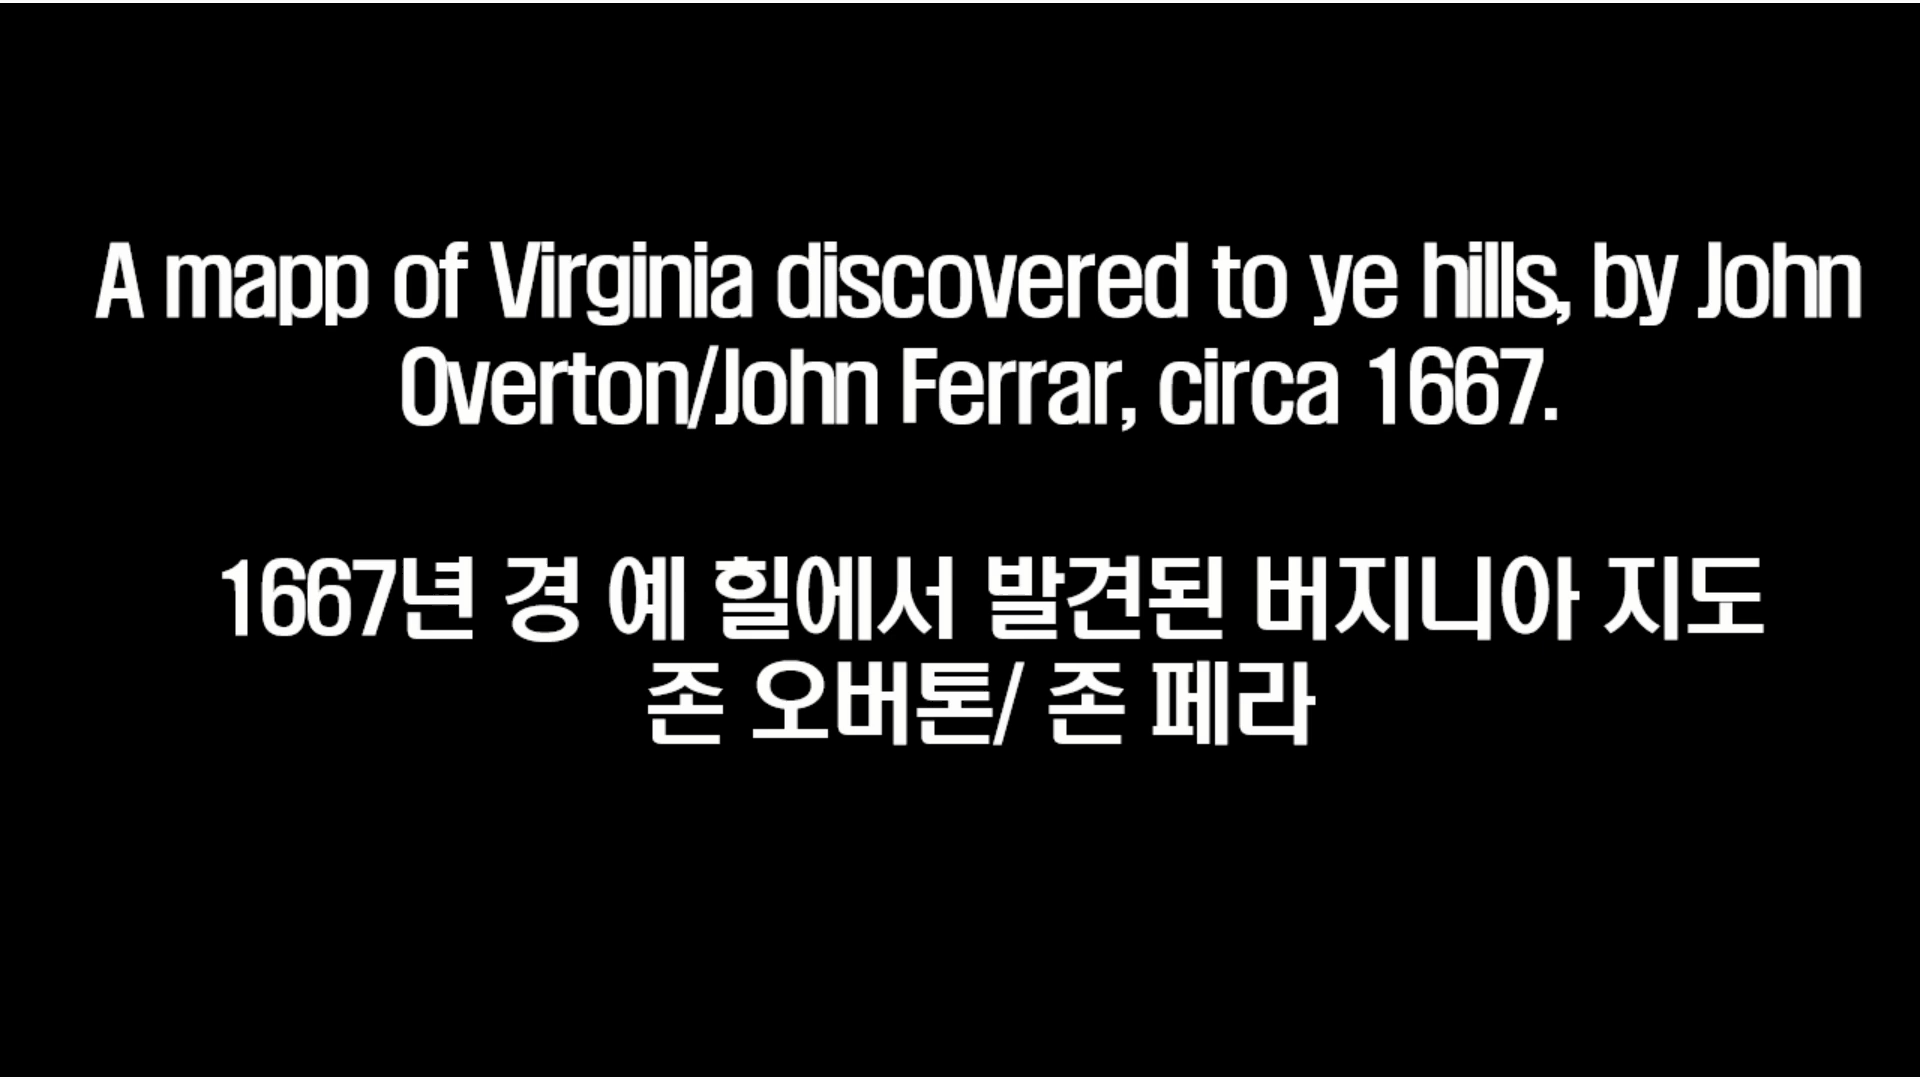 A mapp of Virginia discovered to ye hills, by John
Overton/John Ferrar, circa 1667.
1667년 경 예 힐에서 발견된 버지니아 지도
존 오버톤/ 존 페라